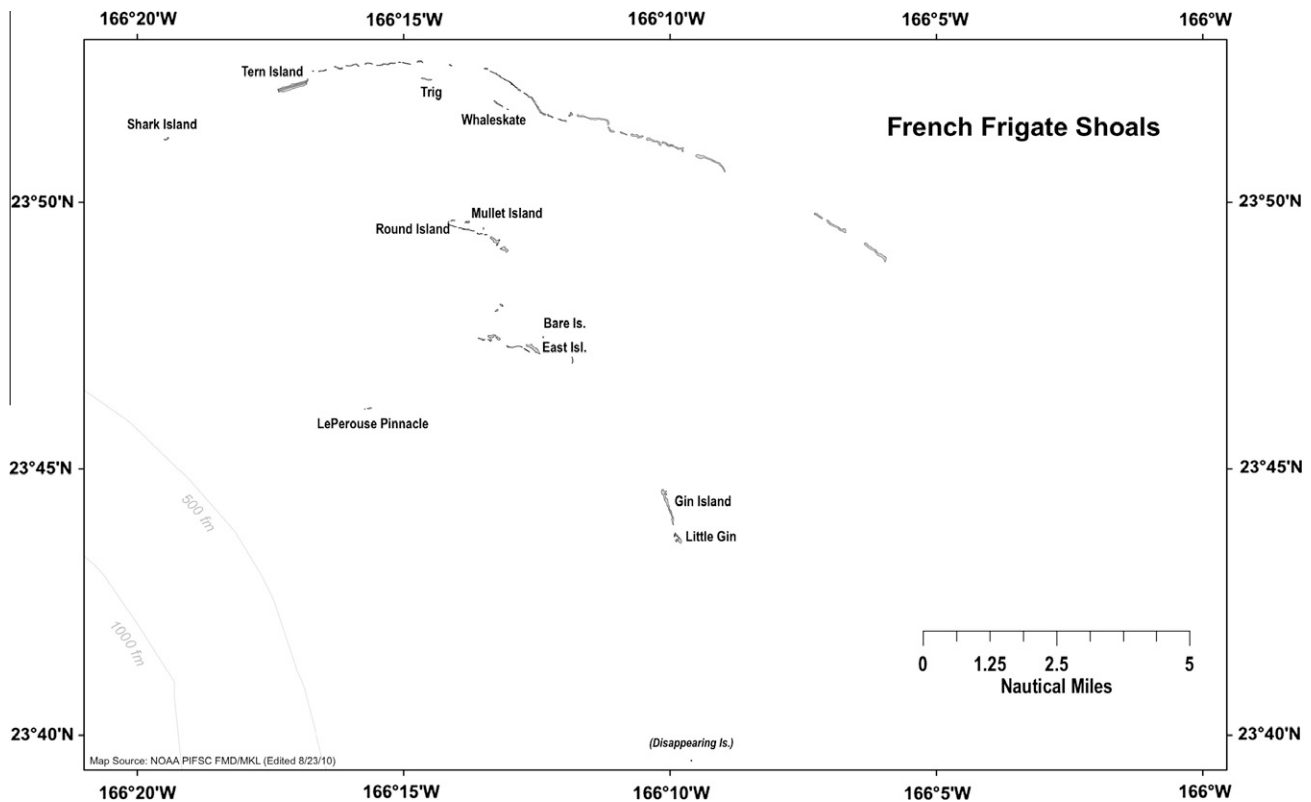 166°20'W 166°15'W 166°10'W 166°5'W 166°W
Tern Island
Trig
Whaleskate
Shark Island
French Frigate Shoals
23°50'N 23°50'N
Mullet Island
Round Island
Bare Is.
East Isl.
LePerouse Pinnacle
23°45'N 23°45'N
500 fm
Gin Island
Little Gin
1000 fm
0 1.25 2.5 5
Nautical Miles
23°40'N 23°40'N
(Disappearing Is.)
Map Source: NOAA PIFSC FMD/MKL (Edited 8/23/10)
166°20'W 166°15'W 166°10'W 166°5'W 166°W